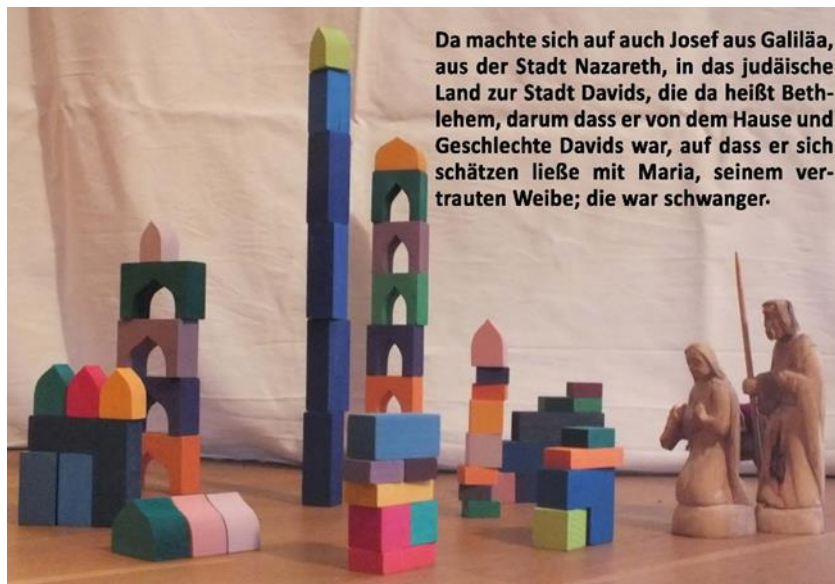 Da machte sich auf auch Josef aus Galiläa,
aus der Stadt Nazareth, in das judäische
Land zur Stadt Davids, die da heißt Beth-
lehem, darum dass er von dem Hause und
Geschlechte Davids war, auf dass er sich
schätzen ließe mit Maria, seinem ver-
trauten Weibe; die war schwanger.